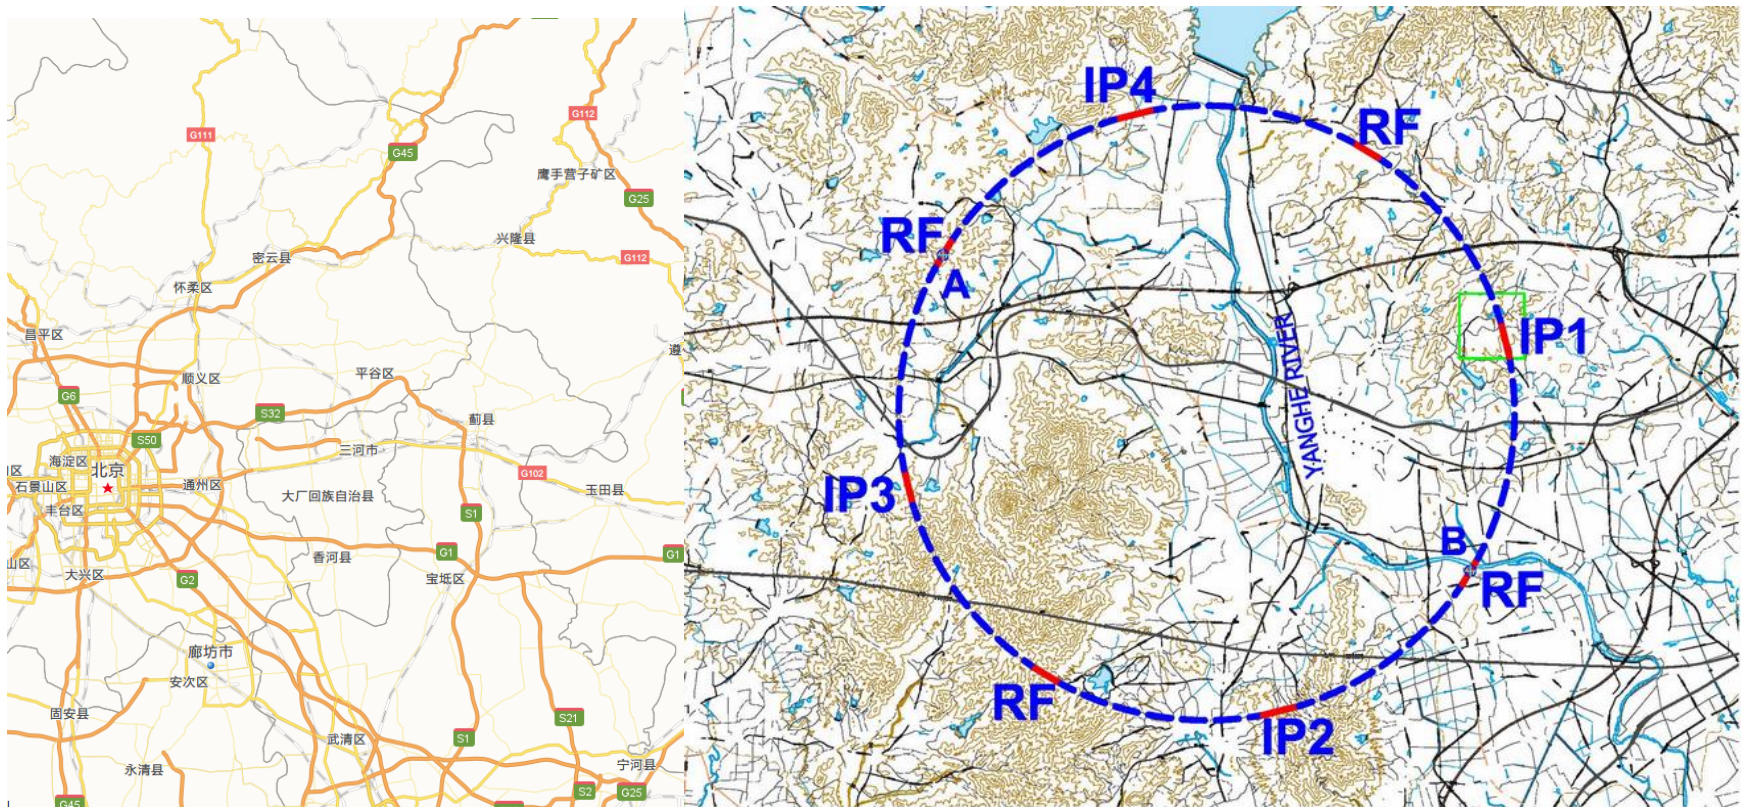 G112
G111
G45
鹰手营子矿区
G25
兴隆县
密云县
G112
怀柔区
昌平区
遵
顺义区
平谷区
G6
S32
蓟县
S50
三河市
海淀区
北京
区
G102
石景山区
通州区
大厂回族自治县
玉田县
丰台区
S1
G1
G1
山区
香河县
大兴区
G2
宝坻区
廊坊市
安次区
固安县
S21
武清区
S1
永清县
宁河县
S2
G25
G45
IP4
RF
RF
A
IP1
YANGHE RIVER
IP3
B
RF
RF
IP2